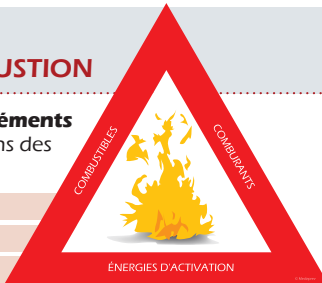 USTION
éments
ns des
COMBUSTIBLES
COMBURANTS
ÉNERGIES D'ACTIVATION